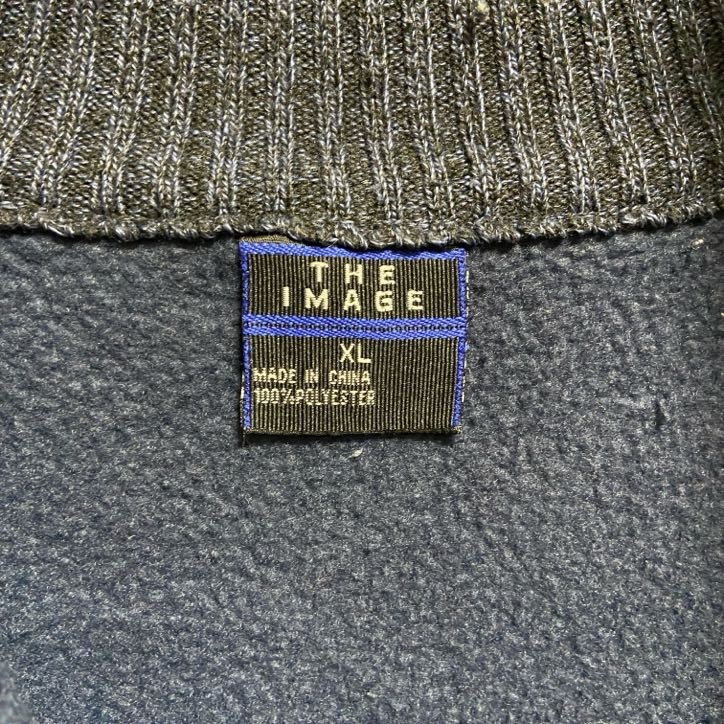 THE
IMAGE
XL
MADE IN CHINA
100%POLYESTER